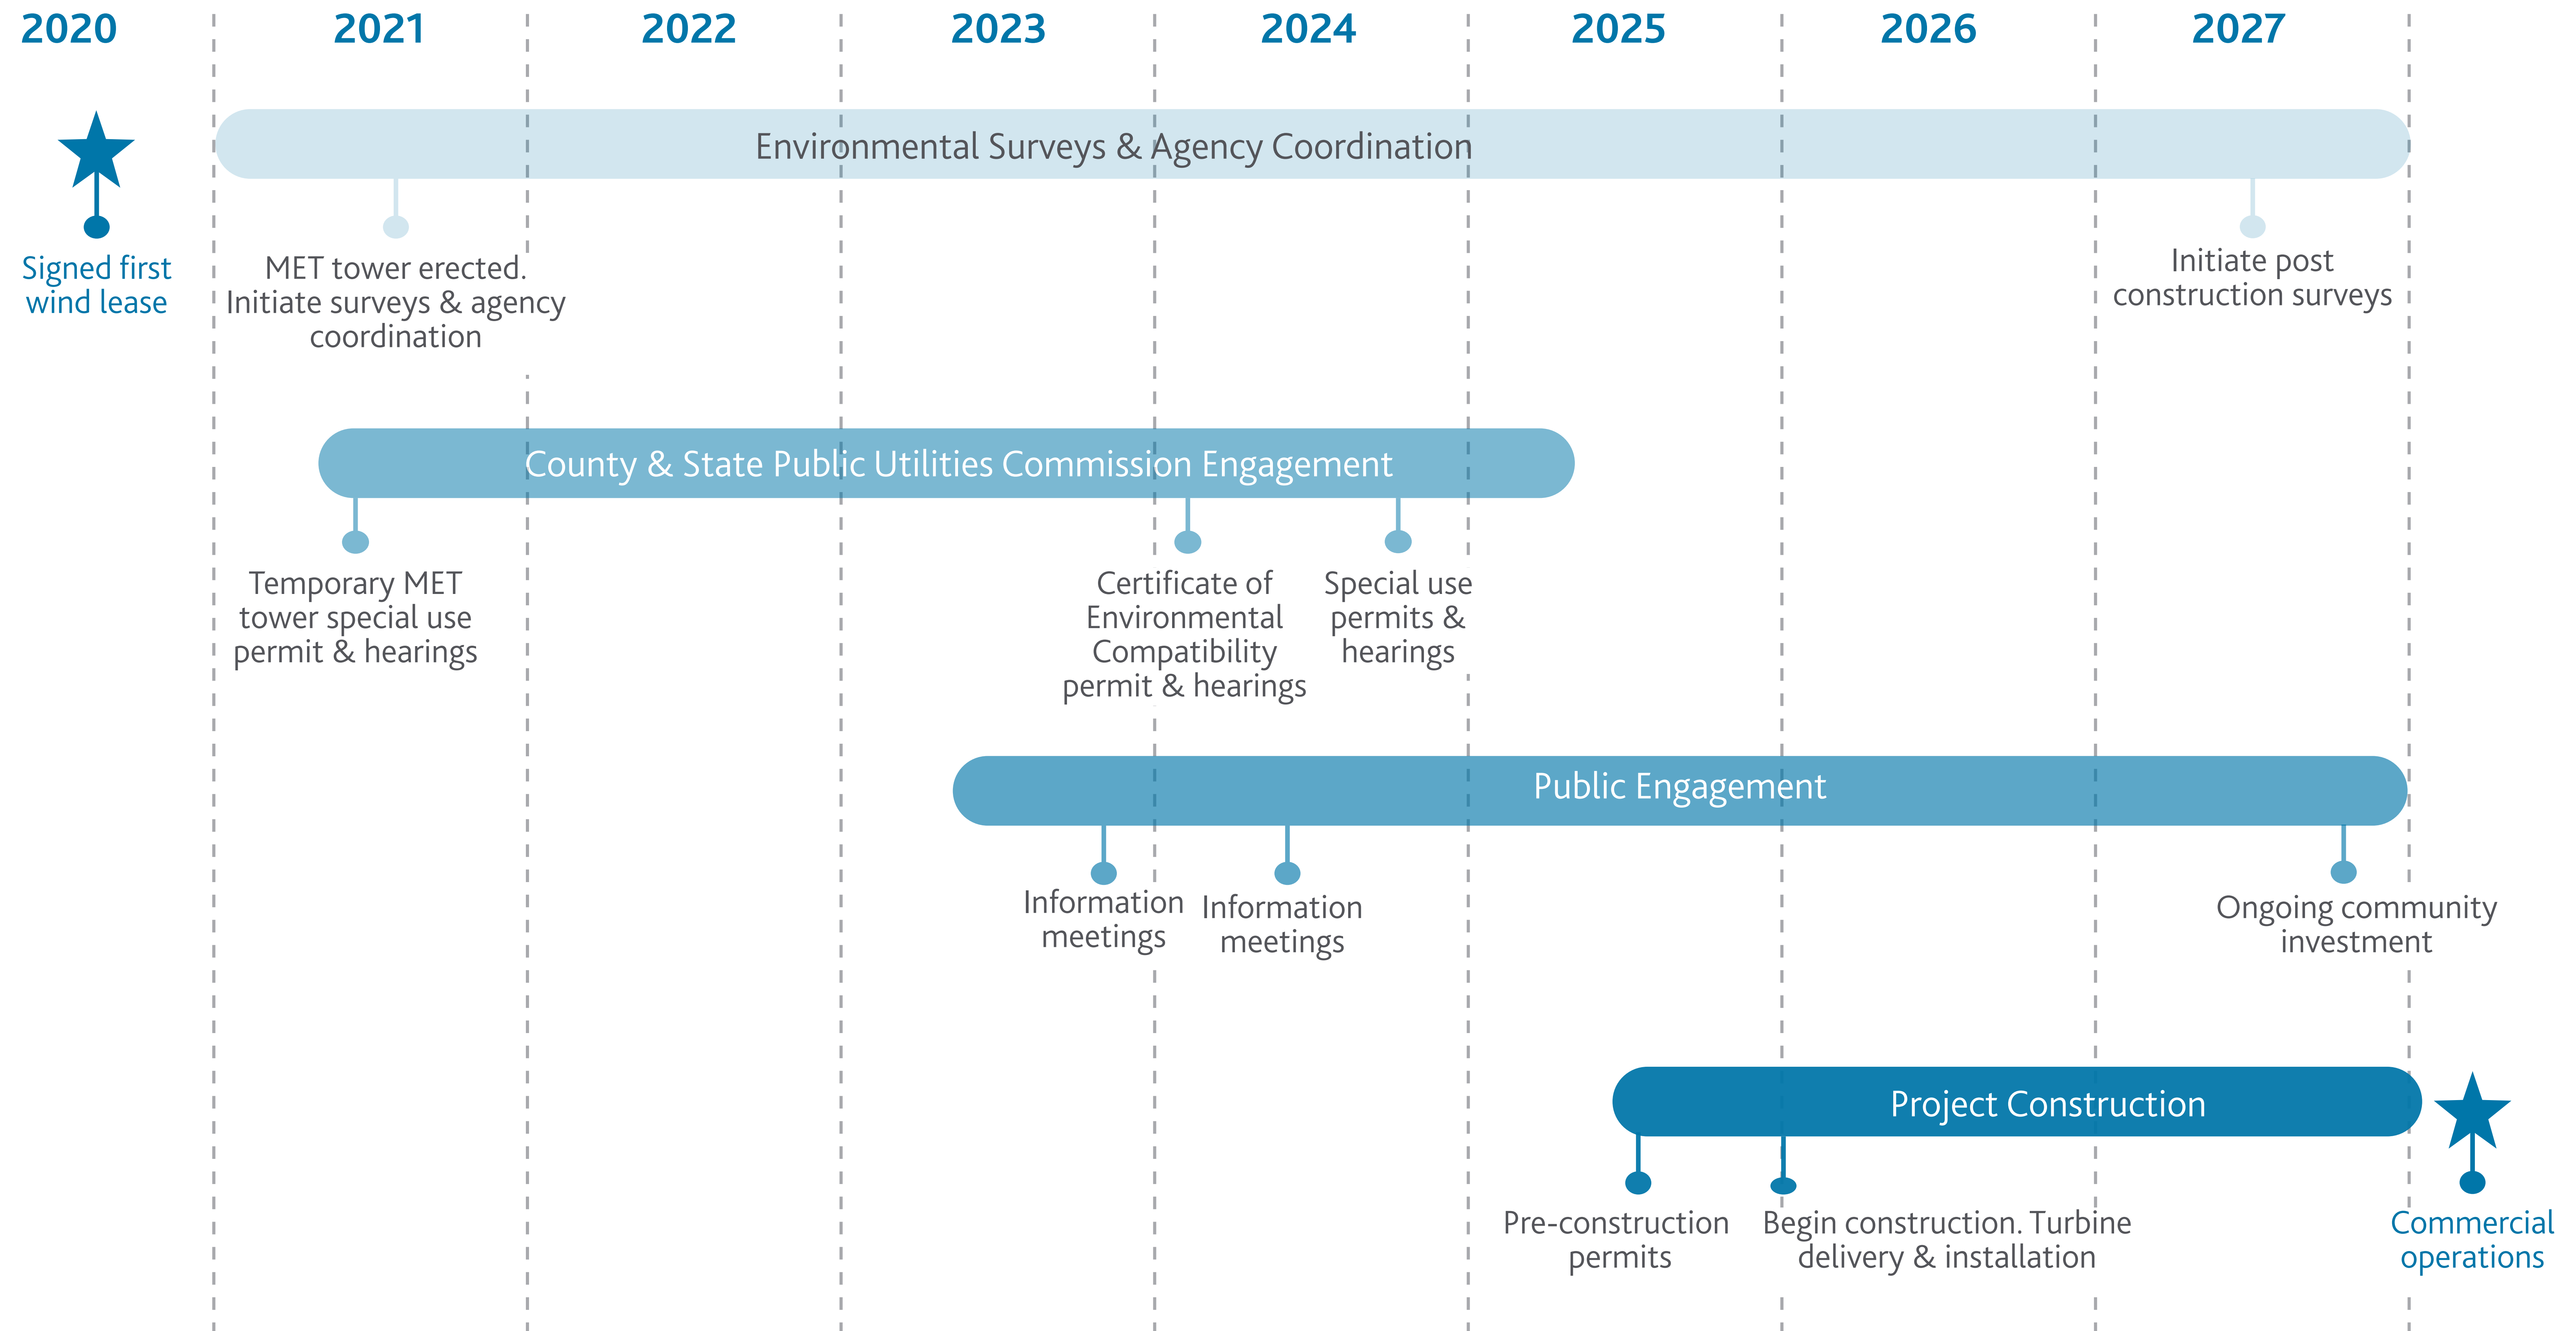 2020 2021 2022 2023 2024 2025 2026 2027
Environmental Surveys & Agency Coordination
Signed first
wind lease
MET tower erected.
Initiate surveys & agency
coordination
Initiate post
construction surveys
County & State Public Utilities Commission Engagement
Temporary MET
tower special use
permit & hearings
Certificate of
Environmental
Compatibility
permit & hearings
Special use
permits &
hearings
Public Engagement
Information
meetings
Information
meetings
Ongoing community
investment
Project Construction
Pre-construction
permits
Begin construction. Turbine
delivery & installation
Commercial
operations